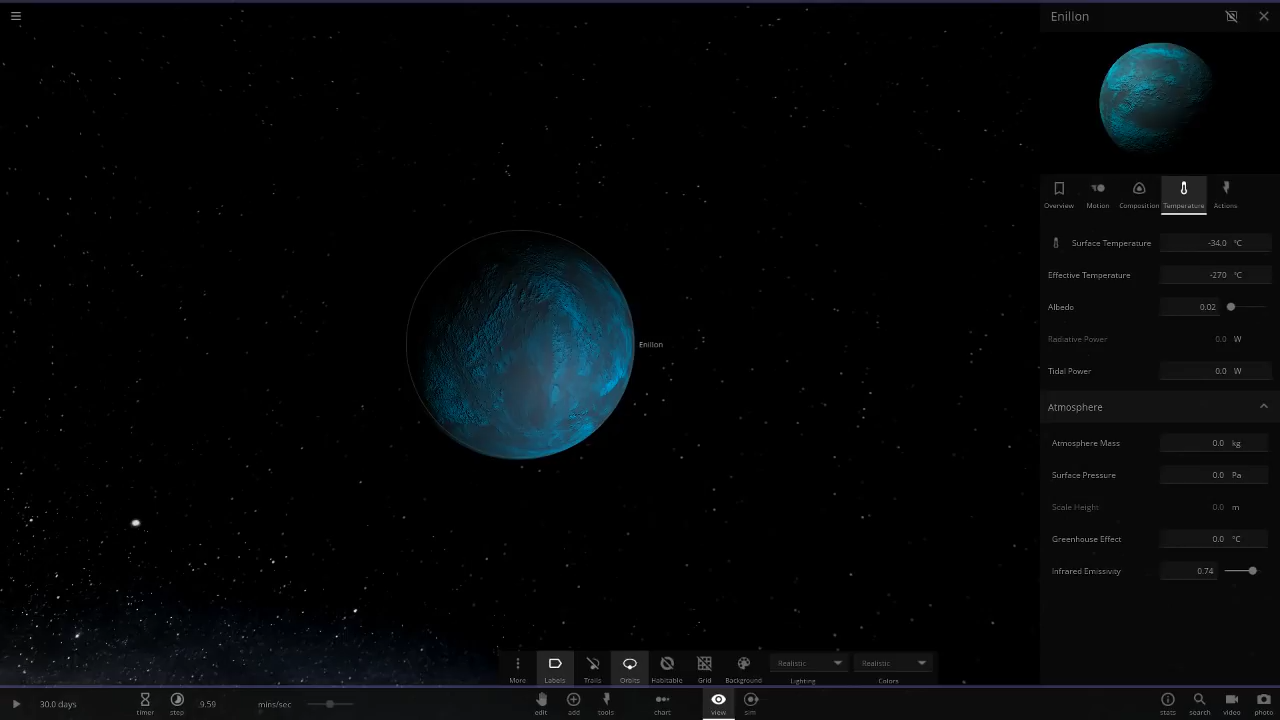 Enillon
Overview Motion Composition Temperature Actions
Surface Temperature -34.0 °C
Effective Temperature -270 °C
Albedo 0.02
Radiative Power 0.0 W
Enillon
Tidal Power 0.0 W
Atmosphere
Atmosphere Mass 0.0 kg
Surface Pressure 0.0 Pa
Scale Height 0.0 m
Greenhouse Effect 0.0 °C
Infrared Emissivity 0.74
Realistic Realistic
More Labels Trails Orbits Habitable Grid Background Lighting Colors
30.0 days timer step .9.59 mins/sec edit add tools chart view sim stats search video photo